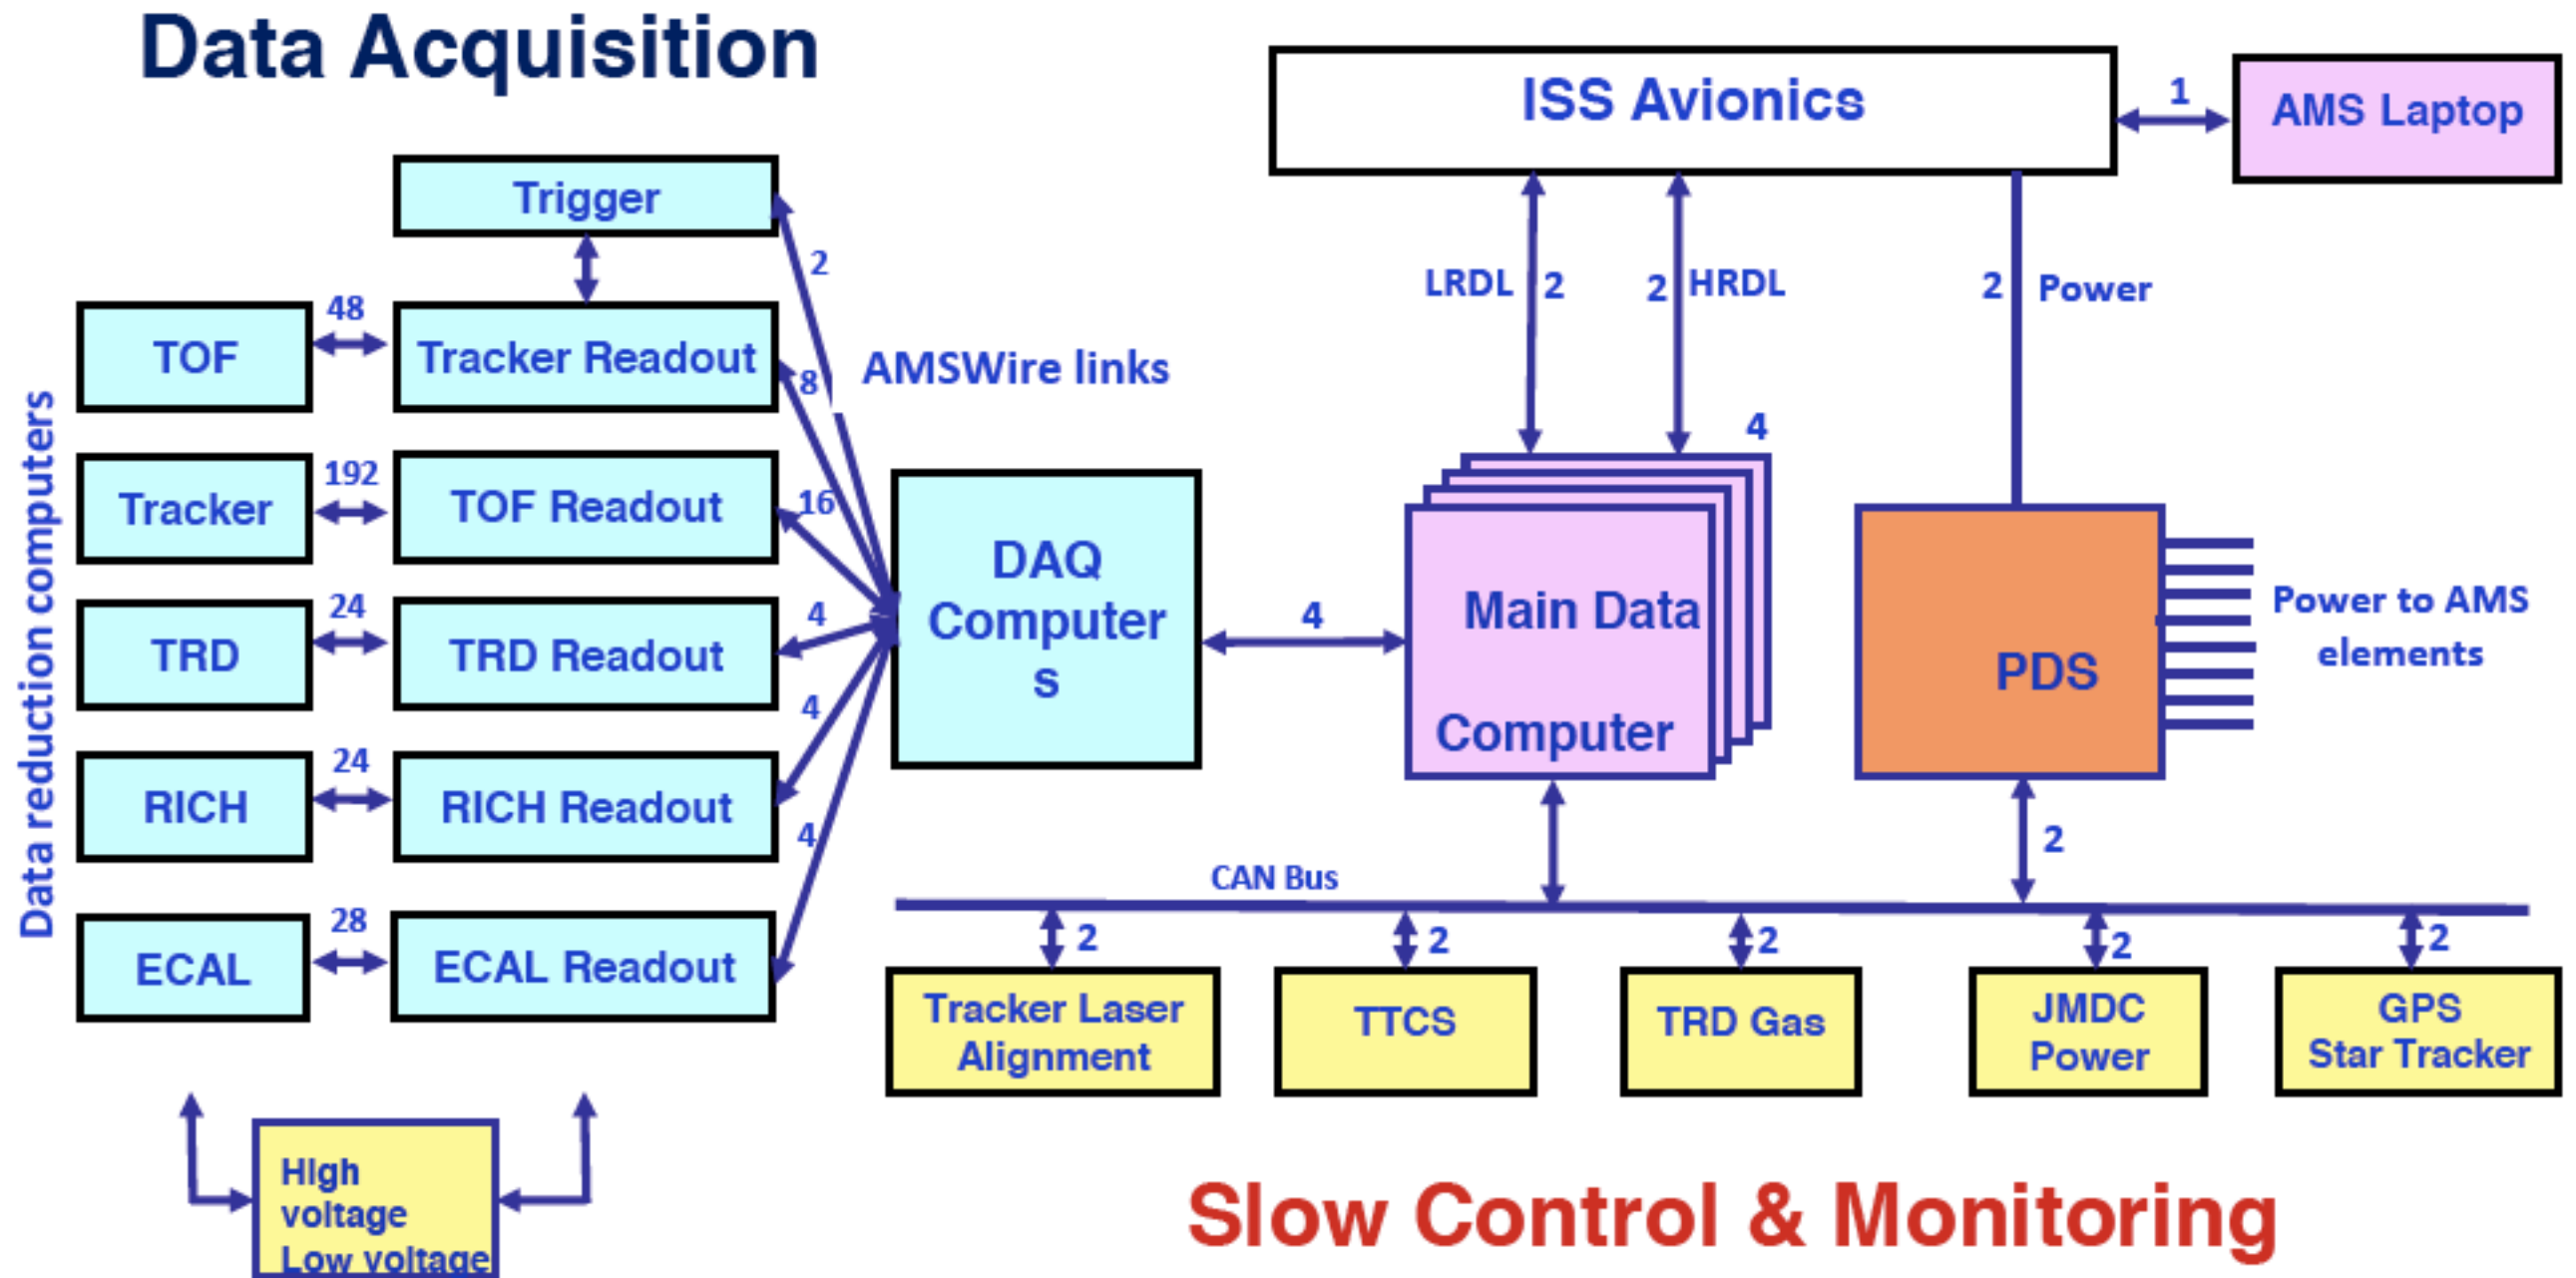 Data Acquisition
ISS Avionics
1
AMS Laptop
Trigger
2
48
TOF
Tracker Readout
8
AMSWire links
LRDL
2
2
HRDL
2
Power
4
Data reduction computers
192
Tracker
TOF Readout
16
DAQ
Computer
s
4
Main Data
Computer
PDS
Power to AMS
elements
24
TRD
TRD Readout
4
4
24
RICH
RICH Readout
4
2
CAN Bus
28
ECAL
ECAL Readout
2
2
2
2
2
Tracker Laser
Alignment
TTCS
TRD Gas
JMDC
Power
GPS
Star Tracker
HIgh
voltage
Low voltage
Slow Control & Monitoring